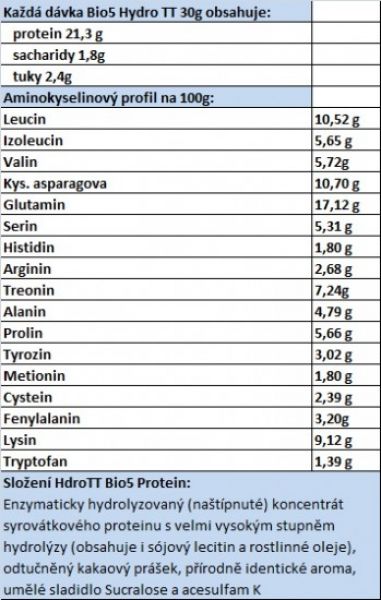 Každá dávka Bio5 Hydro TT 30g obsahuje:
protein 21,3 g
sacharidy 1,8g
tuky 2,4g
Aminokyselinový profil na 100g:
Leucin 10,52 g
Izoleucin 5,65 g
Valin 5,72g
Kys. asparagova 10,70 g
Glutamin 17,12 g
Serin 5,31 g
Histidin 1,80 g
Arginin 2,68 g
Treonin 7,24g
Alanin 4,79 g
Prolin 5,66 g
Tyrozin 3,02 g
Metionin 1,80 g
Cystein 2,39 g
Fenylalanin 3,20g
Lysin 9,12 g
Tryptofan 1,39 g
Složení HdroTT Bio5 Protein:
Enzymaticky hydrolyzovaný (naštípnuté) koncentrát
syrovátkového proteinu s velmi vysokým stupněm
hydrolýzy (obsahuje i sójový lecitin a rostlinné oleje),
odtučněný kakaový prášek, přírodně identické aroma,
umělé sladidlo Sucralose a acesulfam K